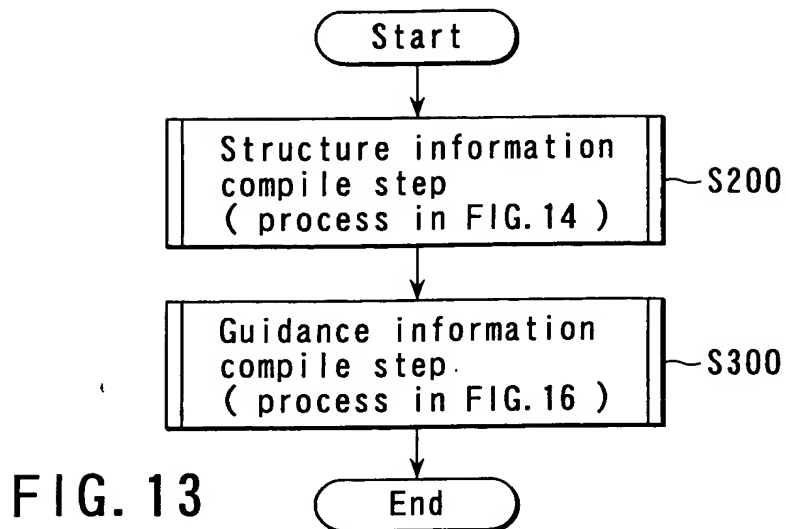 Start
Structure information
compile step
( process in FIG.14 )
S200
Guidance information
compile step
( process in FIG.16 )
S300
End
FIG.13